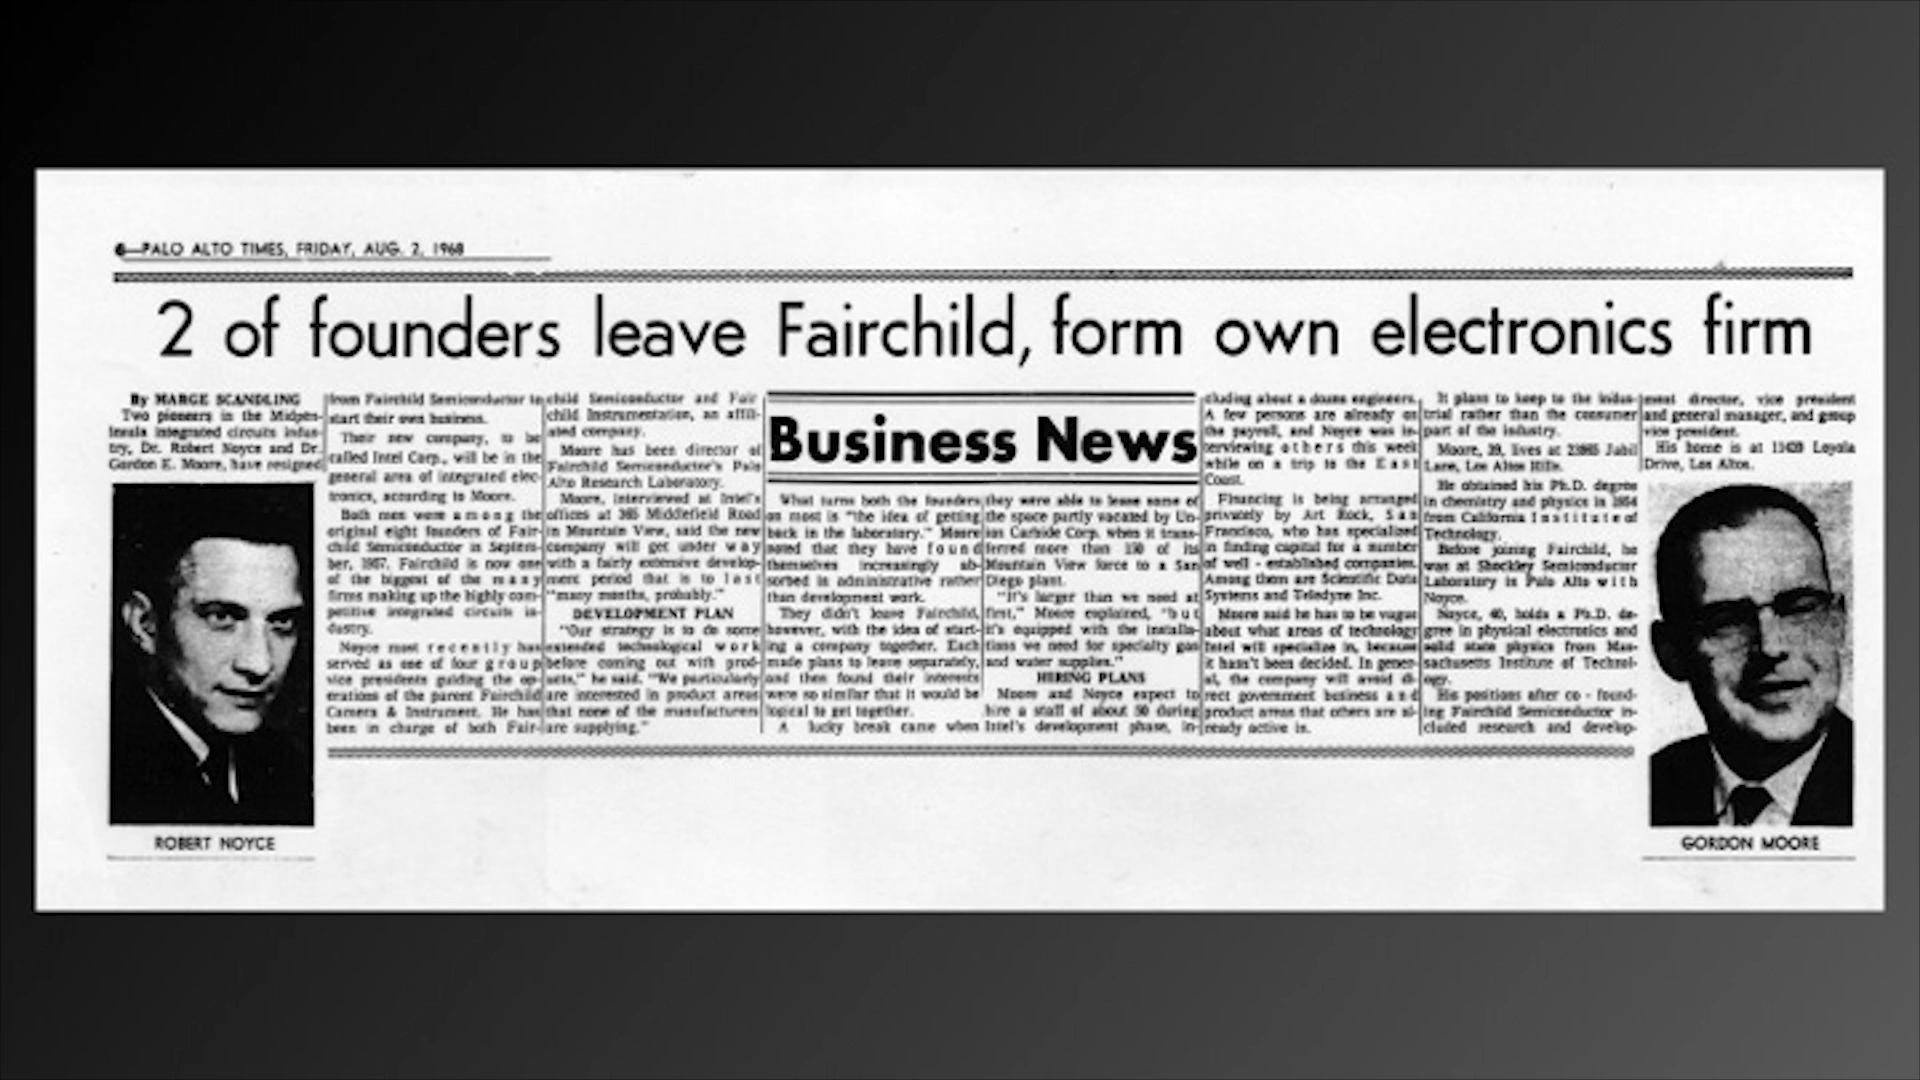 6—PALO ALTO TIMES, FRIDAY, AUG. 2, 1968
2 of founders leave Fairchild, form own electronics firm
By MARGE SCANDLING
Two pioneers in the Midpen-
insula integrated circuits indus-
try, Dr. Robert Noyce and Dr.
Gordon E. Moore, have resigned
ROBERT NOYCE
from Fairchild Semiconductor to
start their own business.
Their new company, to be
called Intel Corp., will be in the
general area of integrated elec-
tronics, according to Moore.
Both men were among the
original eight founders of Fair-
child Semiconductor in Septem-
ber, 1957. Fairchild is now one
of the biggest of the many
firms making up the highly com-
petitive integrated circuits in-
dustry.
Noyce most recently has
served as one of four group
vice presidents guiding the op-
erations of the parent Fairchild
Camera & Instrument. He has
been in charge of both Fair-
child Semiconductor and Fair
child Instrumentation, an affili-
ated company.
Moore has been director of
Fairchild Semiconductor's Palo
Alto Research Laboratory.
Moore, interviewed at Intel's
offices at 365 Middlefield Road
in Mountain View, said the new
company will get under way
with a fairly extensive develop-
ment period that is to last
"many months, probably."
DEVELOPMENT PLAN
"Our strategy is to do some
extended technological work
before coming out with prod-
ucts," he said. "We particularly
are interested in product areas
that none of the manufacturers
are supplying."
Business News
What turns both the founders
on most is "the idea of getting
back in the laboratory." Moore
noted that they have found
themselves increasingly ab-
sorbed in administrative rather
than development work.
They didn't leave Fairchild,
however, with the idea of start-
ing a company together. Each
made plans to leave separately,
and then found their interests
were so similar that it would be
logical to get together.
A lucky break came when
they were able to lease some of
the space partly vacated by Un-
ion Carbide Corp. when it trans-
ferred more than 150 of its
Mountain View force to a San
Diego plant.
"It's larger than we need at
first," Moore explained, "but
it's equipped with the installa-
tions we need for specialty gas
and water supplies."
HIRING PLANS
Moore and Noyce expect to
hire a staff of about 50 during
Intel's development phase, in-
cluding about a dozen engineers.
A few persons are already on
the payroll, and Noyce was in-
terviewing others this week
while on a trip to the East
Coast.
Financing is being arranged
privately by Art Rock, San
Francisco, who has specialized
in finding capital for a number
of well - established companies.
Among them are Scientific Data
Systems and Teledyne Inc.
Moore said he has to be vague
about what areas of technology
Intel will specialize in, because
it hasn't been decided. In gener-
al, the company will avoid di-
rect government business and
product areas that others are al-
ready active in.
It plans to keep to the indus-
trial rather than the consumer
part of the industry.
Moore, 39, lives at Jabil
Lane, Los Altos Hills.
He obtained his Ph.D. degree
in chemistry and physics in 1954
from California Institute of
Technology.
Before joining Fairchild, he
was at Shockley Semiconductor
Laboratory in Palo Alto with
Noyce.
Noyce, 40, holds a Ph.D. de-
gree in physical electronics and
solid state physics from Mas-
sachusetts Institute of Technol-
ogy.
His positions after co - found-
ing Fairchild Semiconductor in-
cluded research and develop-
ment director, vice president
and general manager, and group
vice president.
His home is at Loyola
Drive, Los Altos.
GORDON MOORE